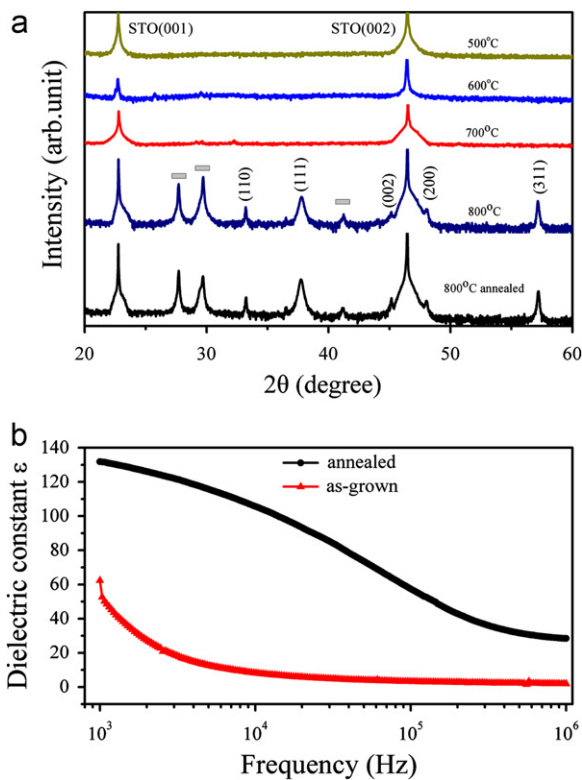 a
STO(001)
STO(002)
500°C
600°C
700°C
(110)
(111)
(002)
(200)
(311)
800°C
800°C annealed
Intensity (arb.unit)
20 30 40 50 60
2θ (degree)
b
140
120
100
80
60
40
20
0
annealed
as-grown
Dielectric constant ε
10³ 10⁴ 10⁵ 10⁶
Frequency (Hz)